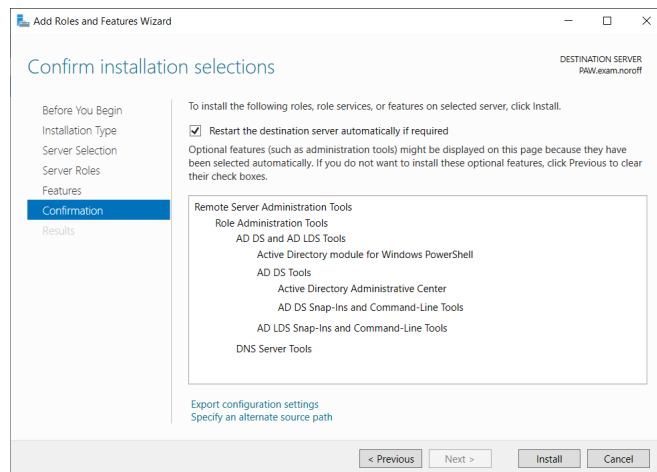 Add Roles and Features Wizard
Confirm installation selections
DESTINATION SERVER
PAW.exam.noroff
Before You Begin
Installation Type
Server Selection
Server Roles
Features
Confirmation
Results
To install the following roles, role services, or features on selected server, click Install.
Restart the destination server automatically if required
Optional features (such as administration tools) might be displayed on this page because they have
been selected automatically. If you do not want to install these optional features, click Previous to clear
their check boxes.
Remote Server Administration Tools
Role Administration Tools
AD DS and AD LDS Tools
Active Directory module for Windows PowerShell
AD DS Tools
Active Directory Administrative Center
AD DS Snap-Ins and Command-Line Tools
AD LDS Snap-Ins and Command-Line Tools
DNS Server Tools
Export configuration settings
Specify an alternate source path
< Previous Next > Install Cancel